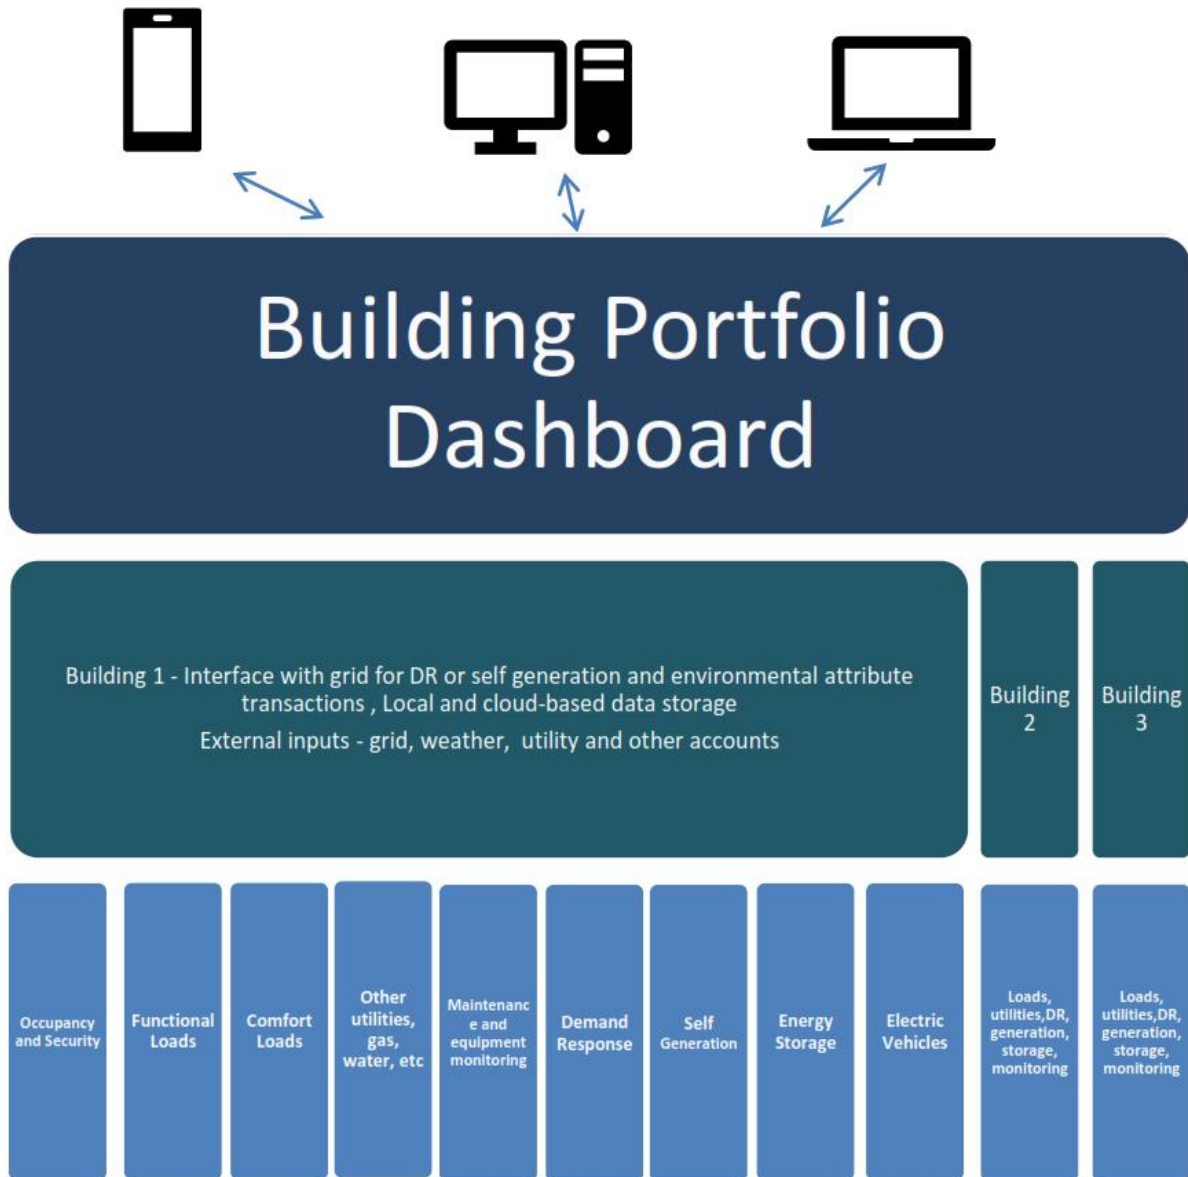 Building Portfolio
Dashboard
Building 1 - Interface with grid for DR or self generation and environmental attribute
transactions , Local and cloud-based data storage
External inputs - grid, weather, utility and other accounts
Building
2
Building
3
Occupancy
and Security
Functional
Loads
Comfort
Loads
Other
utilities,
gas,
water, etc
Maintenanc
e and
equipment
monitoring
Demand
Response
Self
Generation
Energy
Storage
Electric
Vehicles
Loads,
utilities,DR,
generation,
storage,
monitoring
Loads,
utilities,DR,
generation,
storage,
monitoring